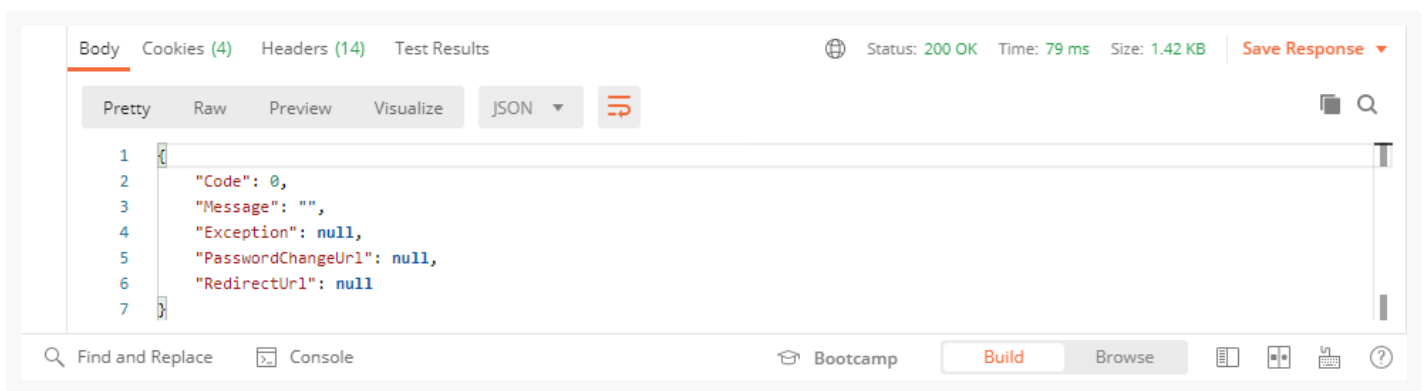 Body Cookies (4) Headers (14) Test Results Status: 200 OK Time: 79 ms Size: 1.42 KB Save Response
Pretty Raw Preview Visualize JSON
1 {
2 "Code": 0,
3 "Message": "",
4 "Exception": null,
5 "PasswordChangeUrl": null,
6 "RedirectUrl": null
7 }
Find and Replace Console Bootcamp Build Browse